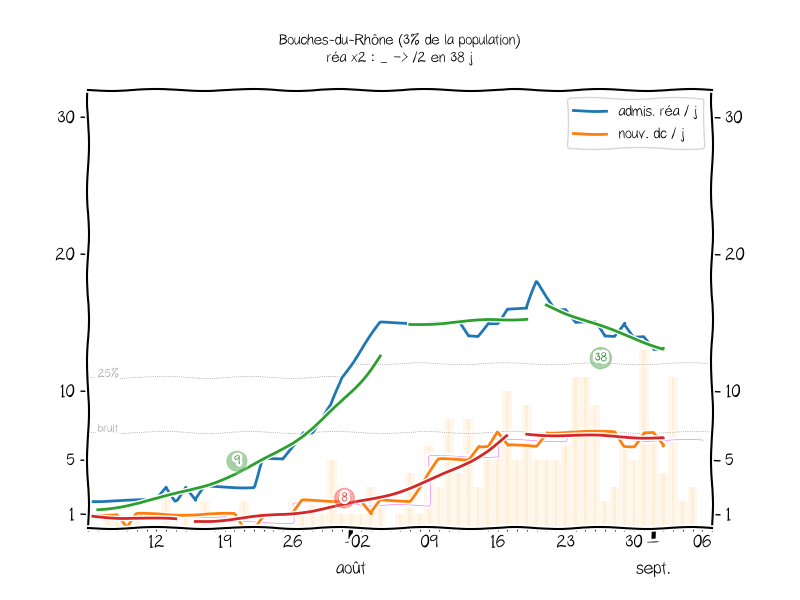 Bouches-du-Rhône (3% de la population)
réa x2 : _ -> /2 en 38 j
admis. réa / j
nouv. dc / j
30
30
20
20
25%
38
10
10
bruit
9
5
5
8
1
1
12 19 26 02 09 16 23 30 06
août sept.